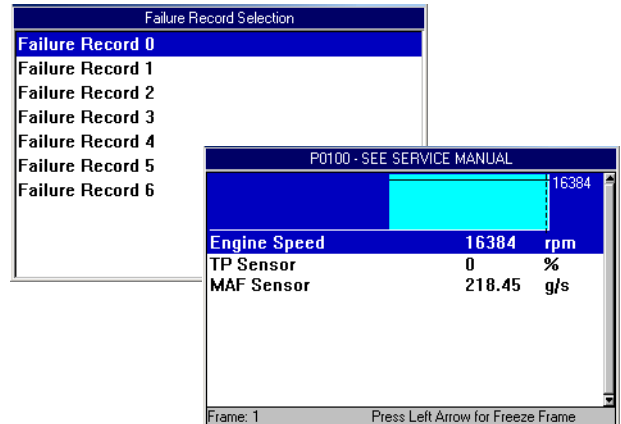 Failure Record Selection
Failure Record 0
Failure Record 1
Failure Record 2
Failure Record 3
Failure Record 4
Failure Record 5
Failure Record 6
P0100 - SEE SERVICE MANUAL
16384
Engine Speed 16384 rpm
TP Sensor 0 %
MAF Sensor 218.45 g/s
Frame: 1 Press Left Arrow for Freeze Frame